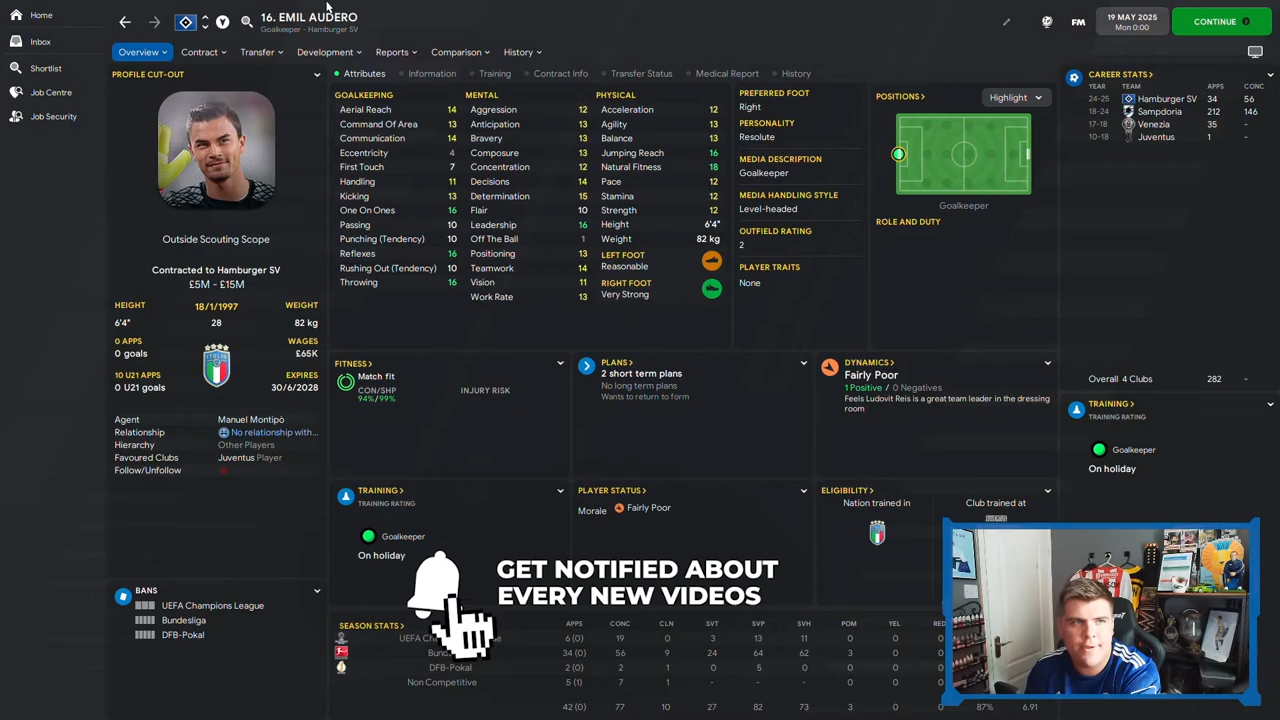 Home
Inbox
Shortlist
Job Centre
Job Security
16. EMIL AUDERO
Goalkeeper - Hamburger SV
FM
19 MAY 2025
Mon 0:00
CONTINUE
Overview
Contract
Transfer
Development
Reports
Comparison
History
PROFILE CUT-OUT
Outside Scouting Scope
Contracted to Hamburger SV
£5M - £15M
HEIGHT 18/1/1997 WEIGHT
6'4" 28 82 kg
0 APPS
0 goals
WAGES
£65K
10 U21 APPS
0 U21 goals
EXPIRES
30/6/2028
Agent Manuel Montipò
Relationship No relationship with...
Hierarchy Other Players
Favoured Clubs Juventus Player
Follow/Unfollow
BANS
UEFA Champions League
Bundesliga
DFB-Pokal
Attributes
Information
Training
Contract Info
Transfer Status
Medical Report
History
GOALKEEPING
Aerial Reach 14
Command Of Area 13
Communication 14
Eccentricity 4
First Touch 7
Handling 11
Kicking 13
One On Ones 16
Passing 10
Punching (Tendency) 10
Reflexes 16
Rushing Out (Tendency) 10
Throwing 16
MENTAL
Aggression 12
Anticipation 13
Bravery 13
Composure 13
Concentration 12
Decisions 14
Determination 15
Flair 10
Leadership 16
Off The Ball 1
Positioning 13
Teamwork 14
Vision 11
Work Rate 13
PHYSICAL
Acceleration 12
Agility 13
Balance 13
Jumping Reach 16
Natural Fitness 18
Pace 12
Stamina 12
Strength 12
Height 6'4"
Weight 82 kg
LEFT FOOT
Reasonable
RIGHT FOOT
Very Strong
PREFERRED FOOT
Right
PERSONALITY
Resolute
MEDIA DESCRIPTION
Goalkeeper
MEDIA HANDLING STYLE
Level-headed
OUTFIELD RATING
2
PLAYER TRAITS
None
POSITIONS
Highlight
Goalkeeper
ROLE AND DUTY
CAREER STATS
YEAR TEAM APPS CONC
24-25 Hamburger SV 34 56
18-24 Sampdoria 212 146
17-18 Venezia 35 -
10-18 Juventus 1 -
Overall 4 Clubs 282 -
FITNESS
Match fit
CON/SHP
94%/99%
INJURY RISK
PLANS
2 short term plans
No long term plans
Wants to return to form
DYNAMICS
Fairly Poor
1 Positive / 0 Negatives
Feels Ludovit Reis is a great team leader in the dressing
room
TRAINING
TRAINING RATING
Goalkeeper
On holiday
TRAINING
TRAINING RATING
Goalkeeper
On holiday
PLAYER STATUS
Morale Fairly Poor
ELIGIBILITY
Nation trained in
Club trained at
GET NOTIFIED ABOUT
EVERY NEW VIDEOS
SEASON STATS APPS CONC CLN SVT SVP SVH POM YEL
6 (0) 19 0 3 13 11 0 0
34 (0) 56 9 24 64 62 3 0
DFB-Pokal 2 (0) 2 1 - 5 - 0 0
Non Competitive 5 (1) 7 1 - - - 0 0
42 (0) 77 10 27 82 73 3 0 0 87% 6.91